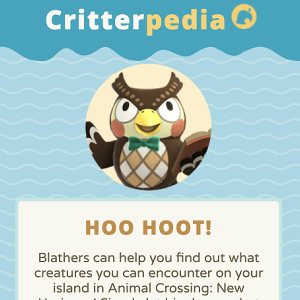 Critterpedia
HOO HOOT!
Blathers can help you find out what
creatures you can encounter on your
island in Animal Crossing: New